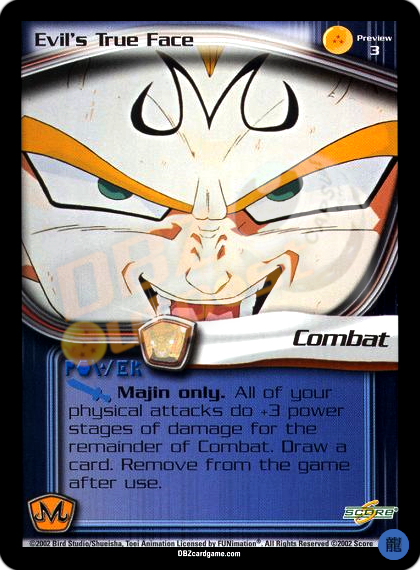 Evil's True Face
Preview
3
Combat
POWER
Majin only. All of your
physical attacks do +3 power
stages of damage for the
remainder of Combat. Draw a
card. Remove from the game
after use.
SCORE
©2002 Bird Studio/Shueisha, Toei Animation Licensed by FUNimation®. All Rights Reserved ©2002 Score
DBZcardgame.com
龍